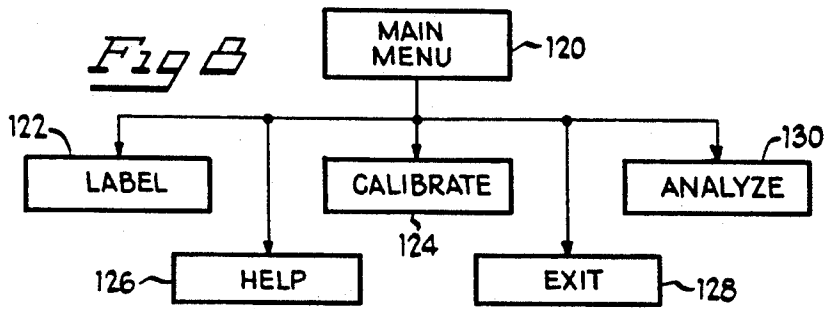 Fig 8
MAIN
MENU
120
122
LABEL
CALIBRATE
124
130
ANALYZE
126
HELP
EXIT
128